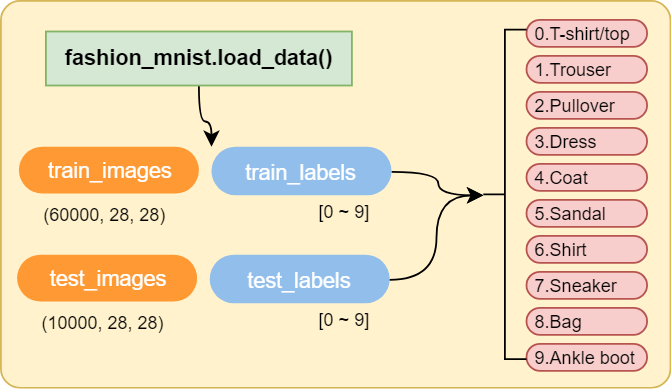 fashion_mnist.load_data()
train_images
train_labels
(60000, 28, 28)
[0 ~ 9]
test_images
test_labels
(10000, 28, 28)
[0 ~ 9]
0.T-shirt/top
1.Trouser
2.Pullover
3.Dress
4.Coat
5.Sandal
6.Shirt
7.Sneaker
8.Bag
9.Ankle boot